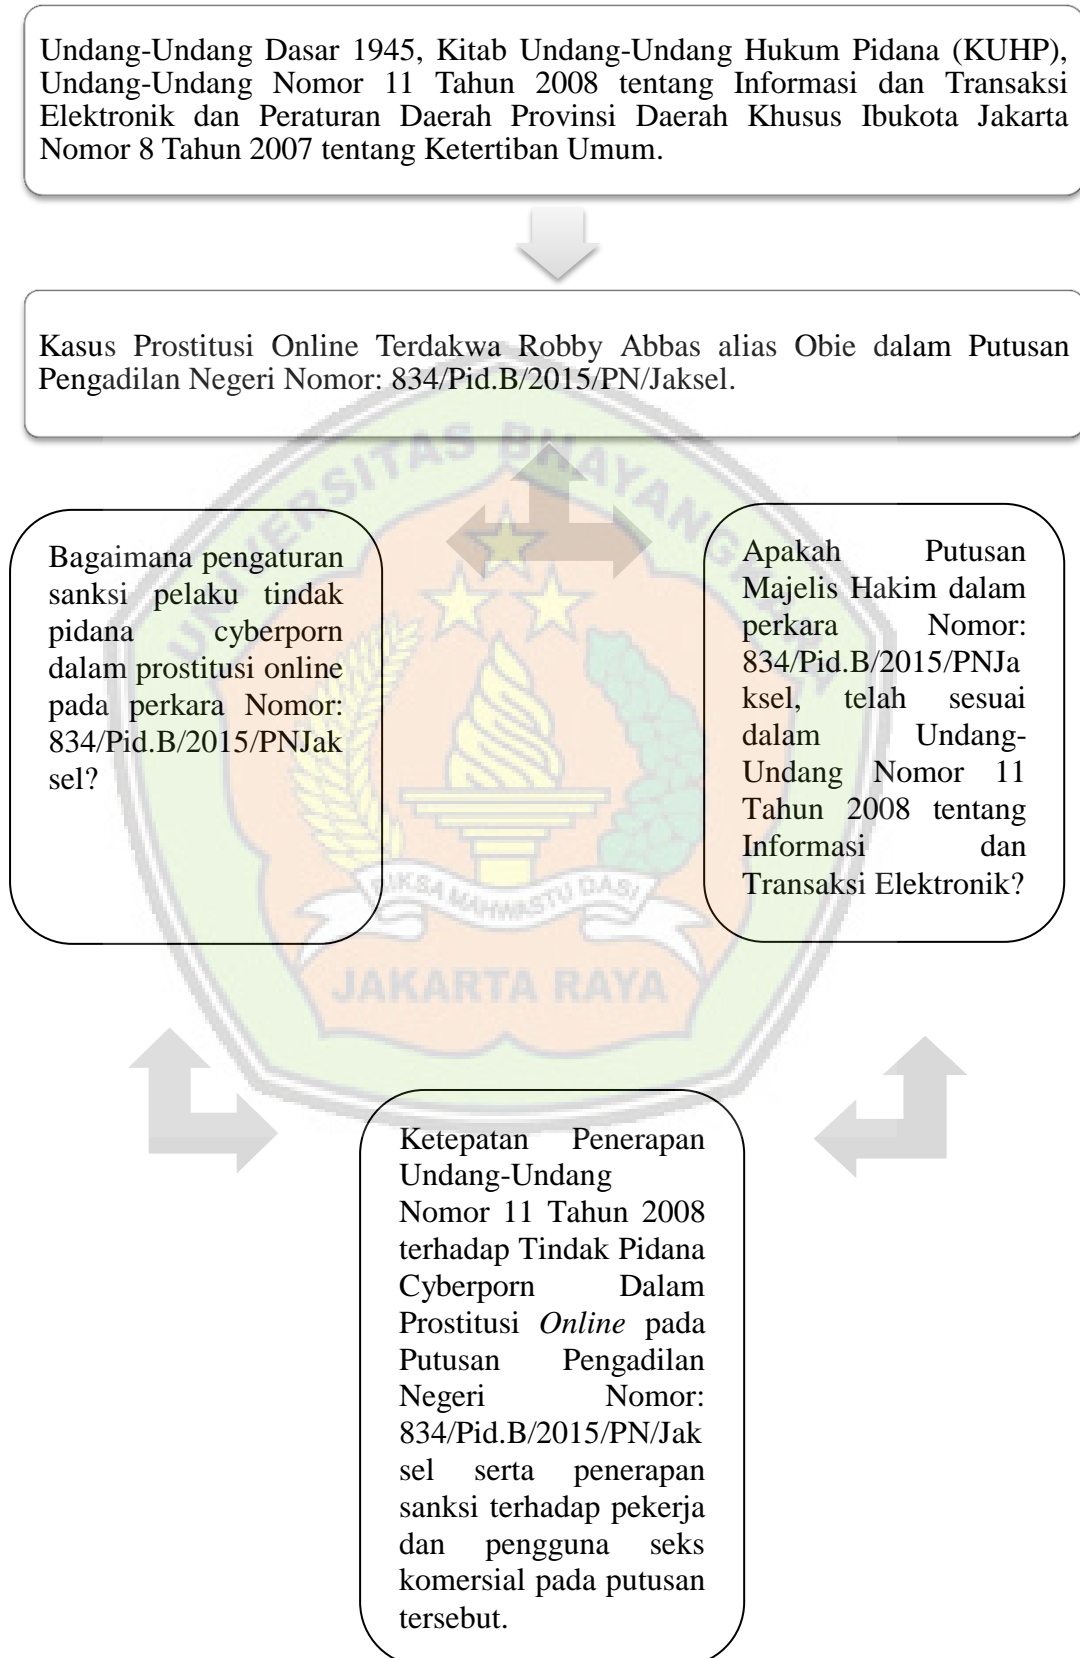 Undang-Undang Dasar 1945, Kitab Undang-Undang Hukum Pidana (KUHP),
Undang-Undang Nomor 11 Tahun 2008 tentang Informasi dan Transaksi
Elektronik dan Peraturan Daerah Provinsi Daerah Khusus Ibukota Jakarta
Nomor 8 Tahun 2007 tentang Ketertiban Umum.
Kasus Prostitusi Online Terdakwa Robby Abbas alias Obie dalam Putusan
Pengadilan Negeri Nomor: 834/Pid.B/2015/PN/Jaksel.
Bagaimana pengaturan
sanksi pelaku tindak
pidana cyberporn
dalam prostitusi online
pada perkara Nomor:
834/Pid.B/2015/PNJak
sel?
Apakah Putusan
Majelis Hakim dalam
perkara Nomor:
834/Pid.B/2015/PNJa
ksel, telah sesuai
dalam Undang-
Undang Nomor 11
Tahun 2008 tentang
Informasi dan
Transaksi Elektronik?
Ketepatan Penerapan
Undang-Undang
Nomor 11 Tahun 2008
terhadap Tindak Pidana
Cyberporn Dalam
Prostitusi Online pada
Putusan Pengadilan
Negeri Nomor:
834/Pid.B/2015/PN/Jak
sel serta penerapan
sanksi terhadap pekerja
dan pengguna seks
komersial pada putusan
tersebut.
UNIVERSITAS BHAYANGKARA
MAHWASTU DASI
JAKARTA RAYA